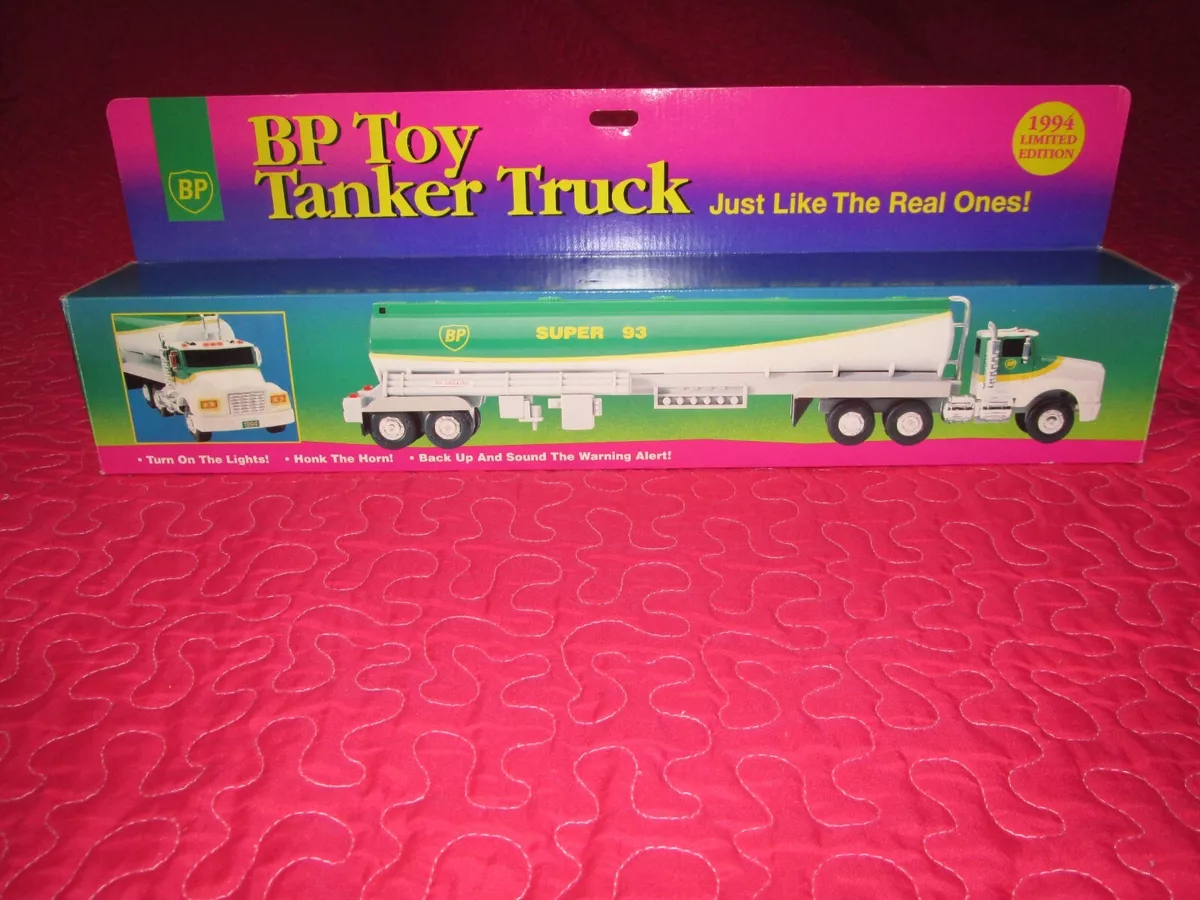 BP
BP Toy
Tanker Truck
Just Like The Real Ones!
1994
LIMITED
EDITION
BP
SUPER 93
• Turn On The Lights! • Honk The Horn! • Back Up And Sound The Warning Alert!